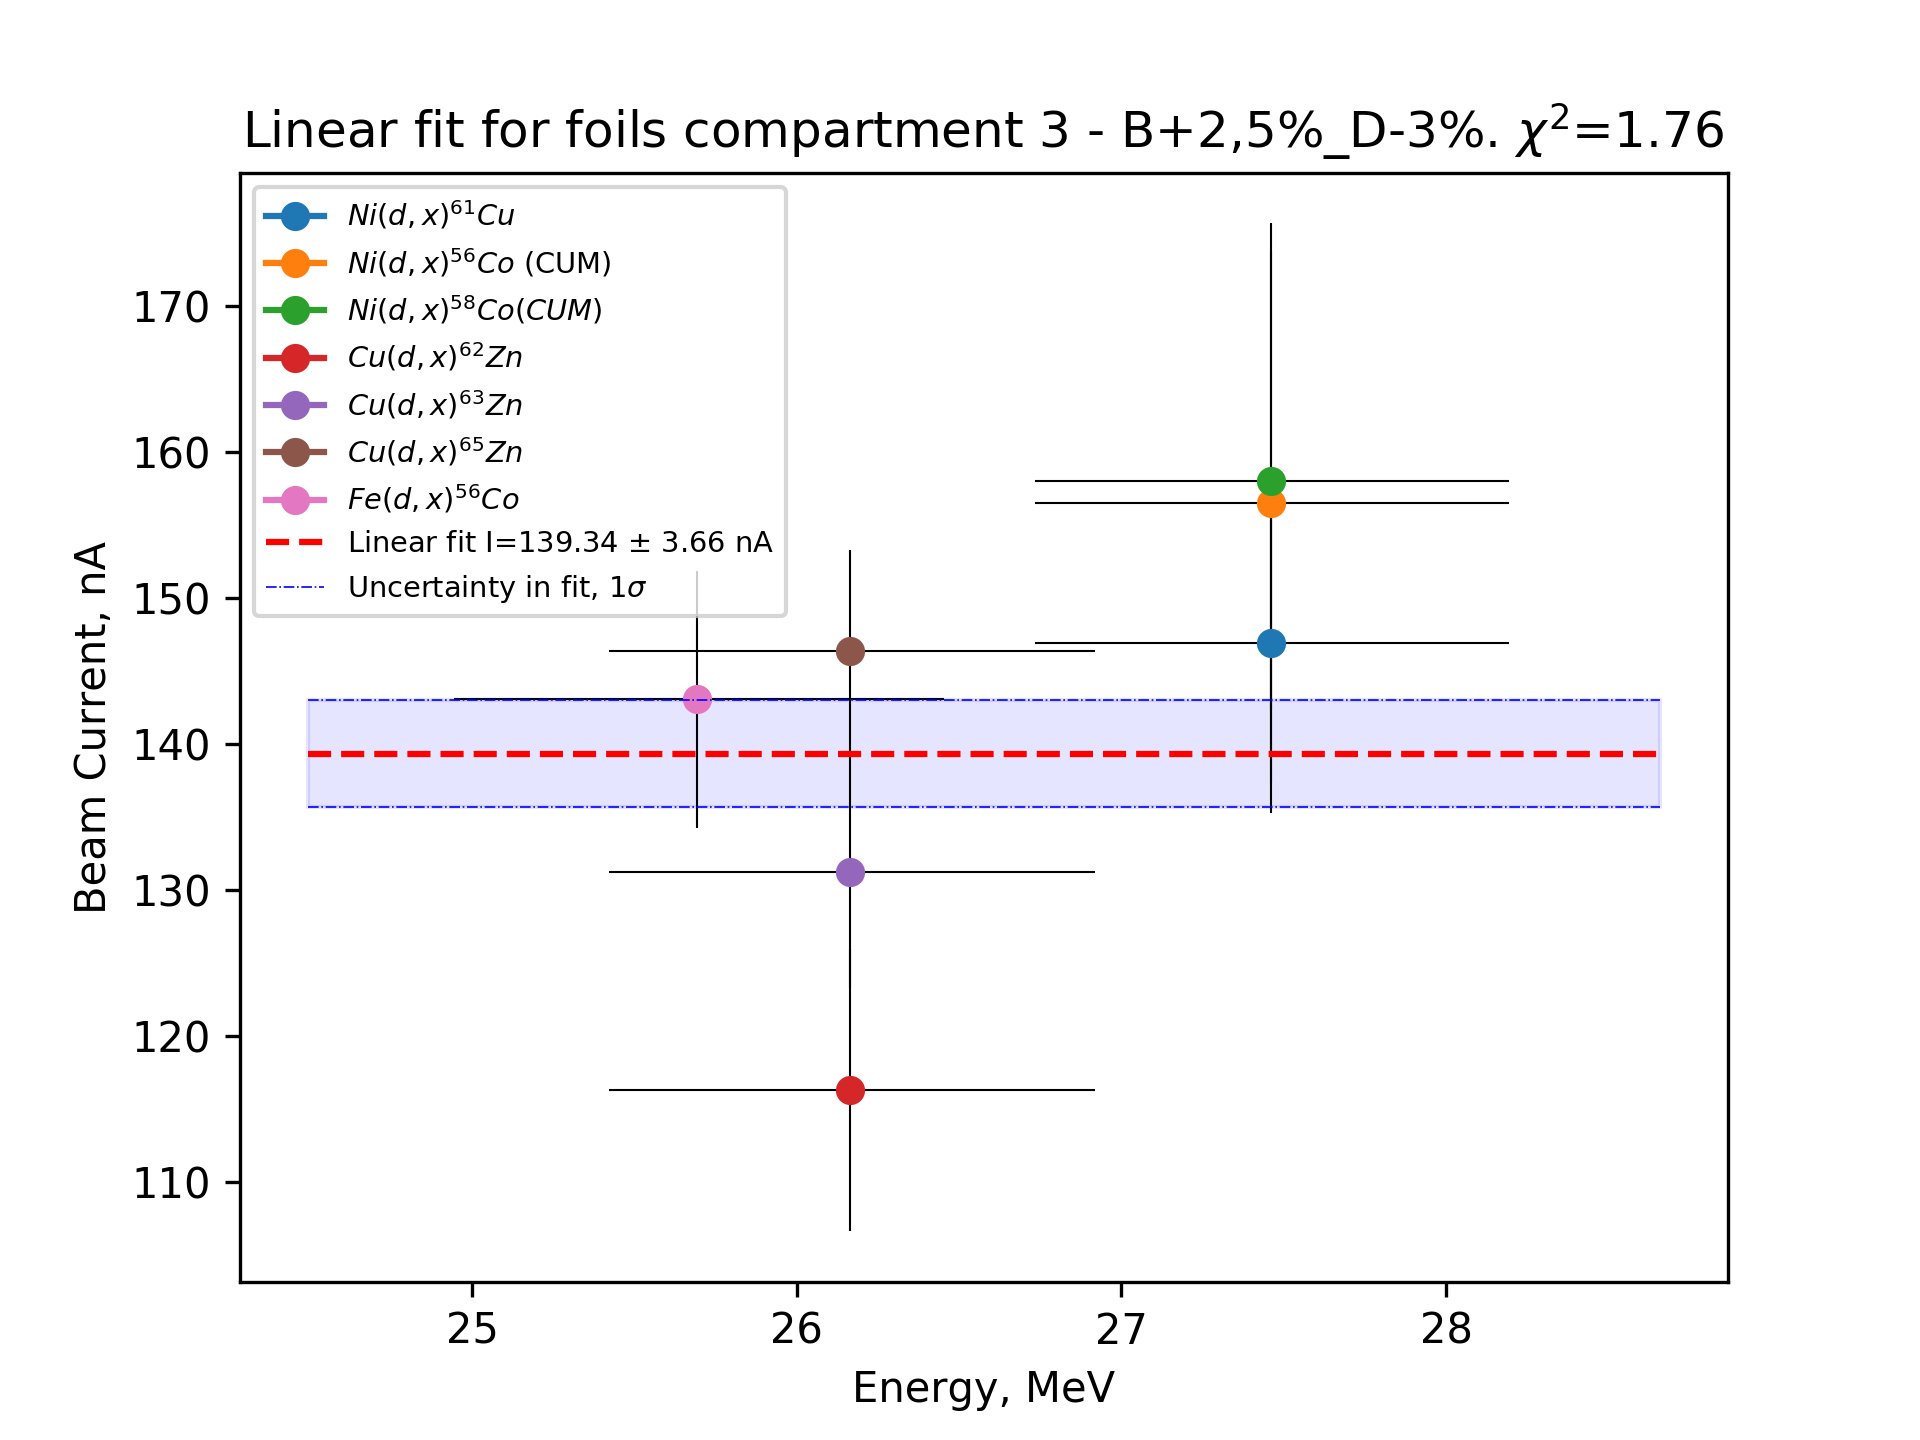 Linear fit for foils compartment 3 - B+2,5%_D-3%. χ²=1.76
Ni(d, x)⁶¹Cu
Ni(d, x)⁵⁶Co (CUM)
Ni(d, x)⁵⁸Co(CUM)
Cu(d, x)⁶²Zn
Cu(d, x)⁶³Zn
Cu(d, x)⁶⁵Zn
Fe(d, x)⁵⁶Co
Linear fit I=139.34 ± 3.66 nA
Uncertainty in fit, 1σ
Beam Current, nA
170
160
150
140
130
120
110
25 26 27 28
Energy, MeV